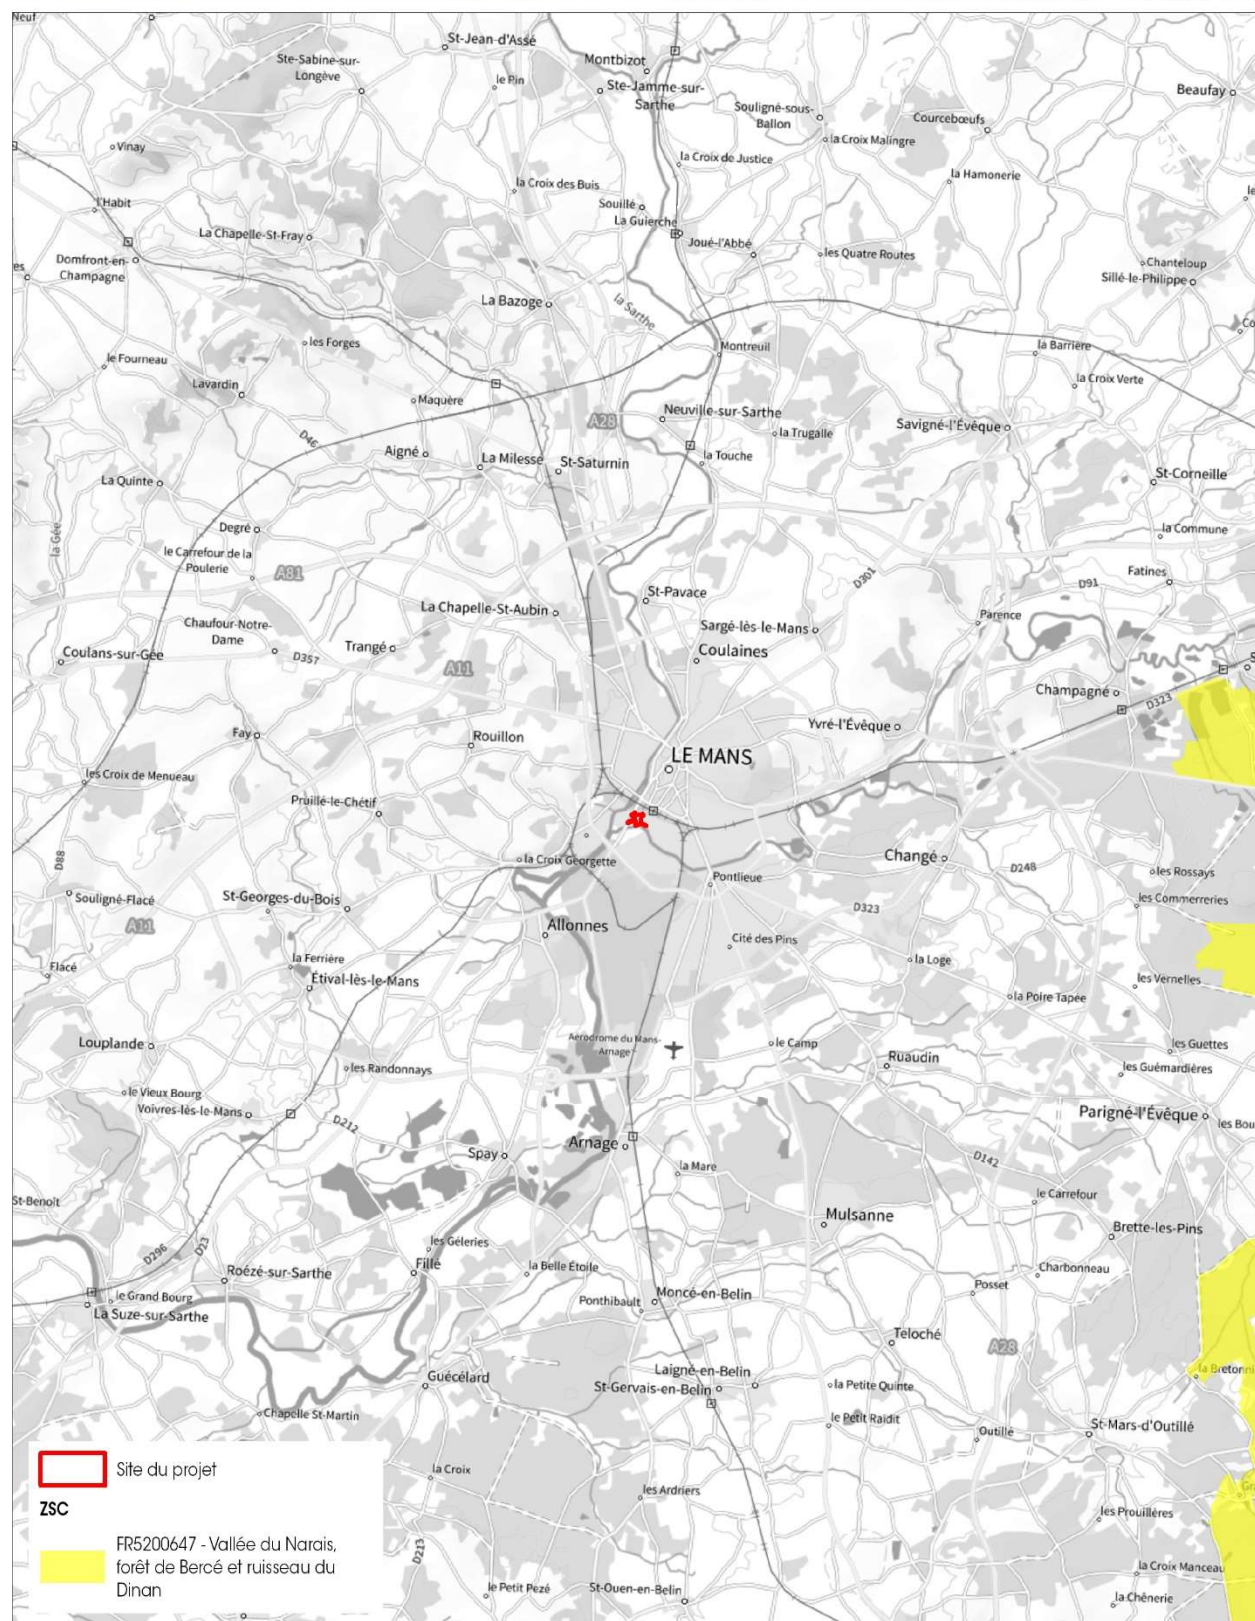 Neuf
St-Jean-d'Assé
Montbizot
Ste-Sabine-sur-
Longève
le Pin
Ste-Jamme-sur-
Sarthe
Beaufay
Souligné-sous-
Ballon
Courcebœufs
la Croix Malingre
Vinay
la Croix de Justice
la Croix des Buis
la Hamonerie
l'Habit
Souillé
La Guierche
le
La Chapelle-St-Fray
Joué-l'Abbé
les Quatre Routes
Domfront-en-
Champagne
es
Chanteloup
Sillé-le-Philippe
La Bazoge
la Sarthe
Co
les Forges
Montreuil
la Barrière
le Fourneau
la Croix Verte
Lavardin
Maquère
A28
Neuville-sur-Sarthe
Savigné-l'Évêque
D46
la Trugalle
Aigné
La Milesse
St-Saturnin
la Touche
La Quinte
St-Corneille
Degré
la Commune
la Gée
le Carrefour de la
Poulerie
A81
D301
D91
Fatines
St-Pavace
La Chapelle-St-Aubin
Parence
Chaufour-Notre-
Dame
Sargé-lès-le-Mans
Trangé
Coulaines
Coulans-sur-Gée
D357
A11
S
Champagné
D323
Fay
Rouillon
Yvré-l'Évêque
LE MANS
les Croix de Menueau
Pruillé-le-Chétif
D88
la Croix Georgette
Changé
D248
les Rossays
Souligné-Flacé
St-Georges-du-Bois
Pontlieue
les Commerreries
D323
A11
Allonnes
Cité des Pins
la Ferrière
la Loge
Flacé
Étival-lès-le-Mans
les Vernelles
la Poire Tapée
Louplande
Aérodrome du Mans-
Arnage
le Camp
les Guettes
les Randonnays
Ruaudin
les Guémardières
le Vieux Bourg
Voivres-lès-le-Mans
D212
Parigné-l'Évêque
les Bou
Arnage
Spay
la Mare
D142
St-Benoît
le Carrefour
Mulsanne
Brette-les-Pins
D296
D23
les Géleries
Roézé-sur-Sarthe
Fillé
la Belle Étoile
Charbonneau
le Grand Bourg
Posset
La Suze-sur-Sarthe
Ponthibault
Moncé-en-Belin
Teloché
A28
Guécélard
Laigné-en-Belin
St-Gervais-en-Belin
la Petite Quinte
la Bretonni
Chapelle St-Martin
le Petit Raidit
Outillé
St-Mars-d'Outillé
la Croix
les Ardriers
Gr
les Prouillères
D213
la Croix Manceau
le Petit Pezé
St-Ouen-en-Belin
la Chênerie
Site du projet
ZSC
FR5200647 - Vallée du Narais,
forêt de Bercé et ruisseau du
Dinan